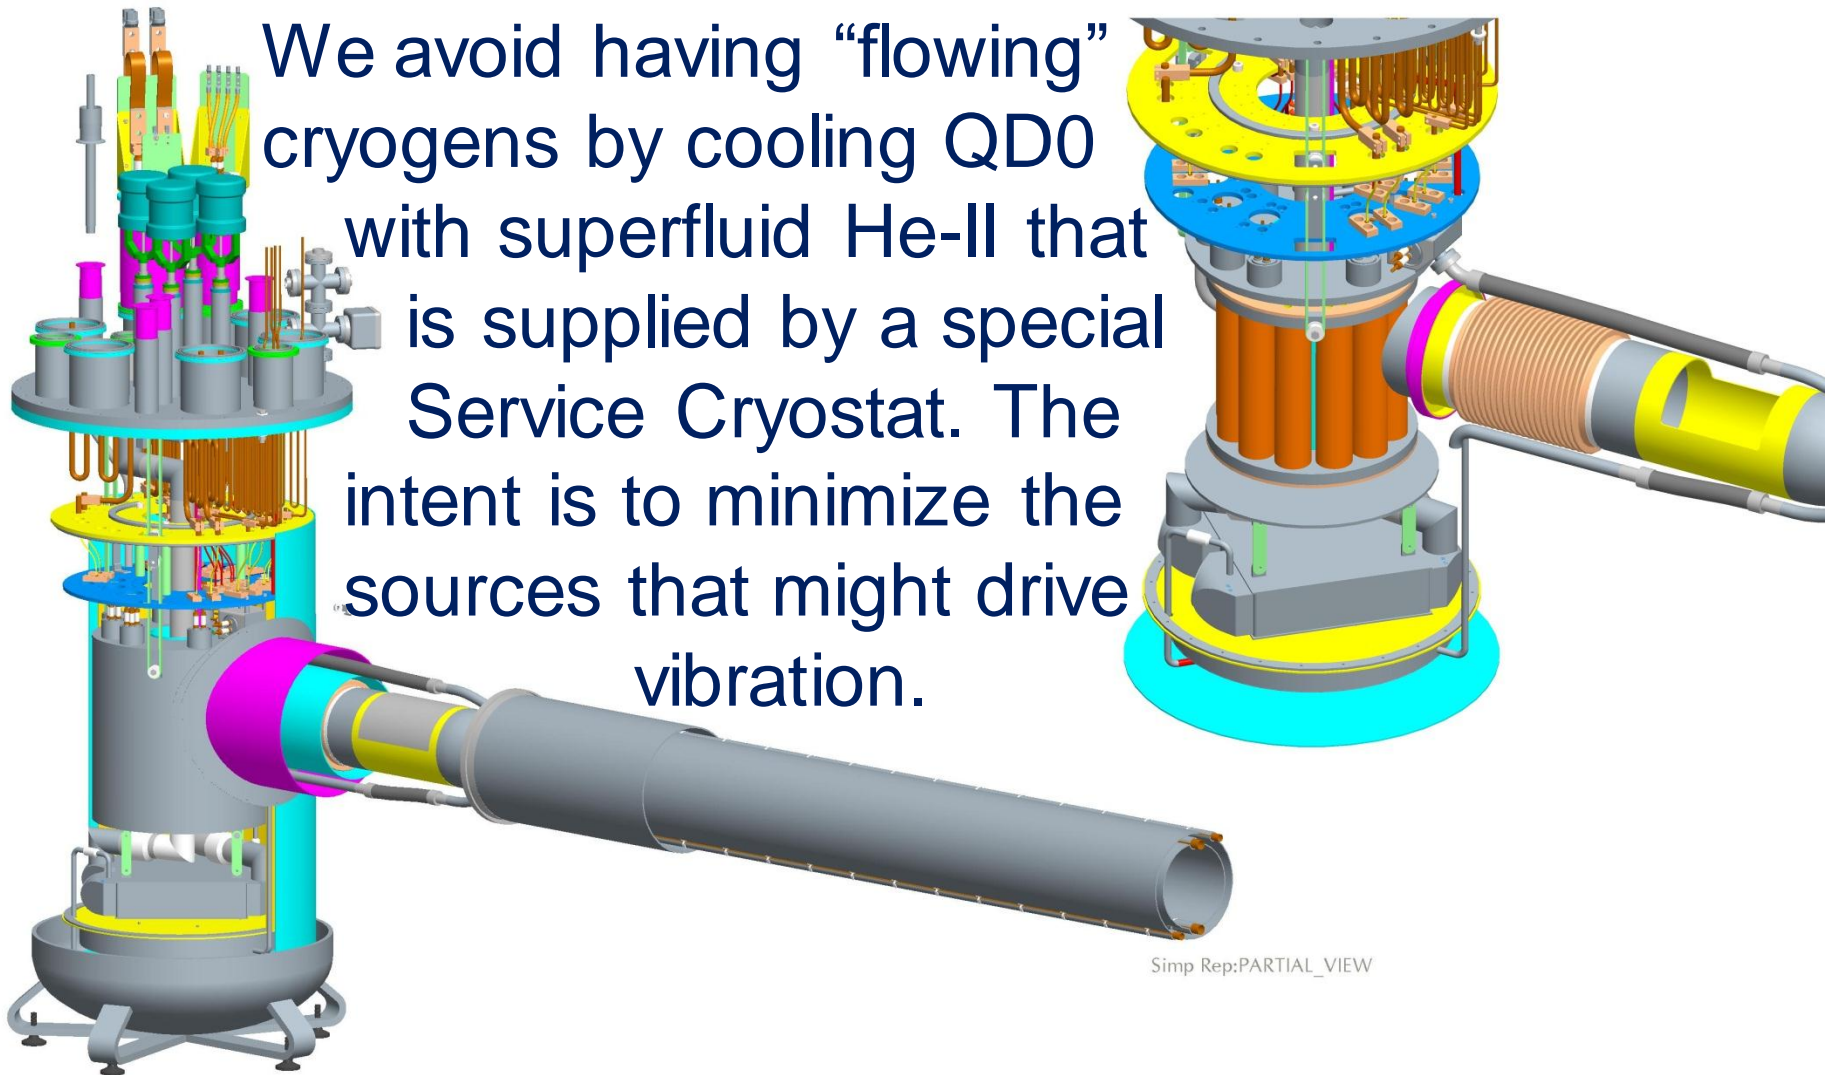 We avoid having “flowing”
cryogens by cooling QD0
with superfluid He-II that
is supplied by a special
Service Cryostat. The
intent is to minimize the
sources that might drive
vibration.
Simp Rep:PARTIAL_VIEW